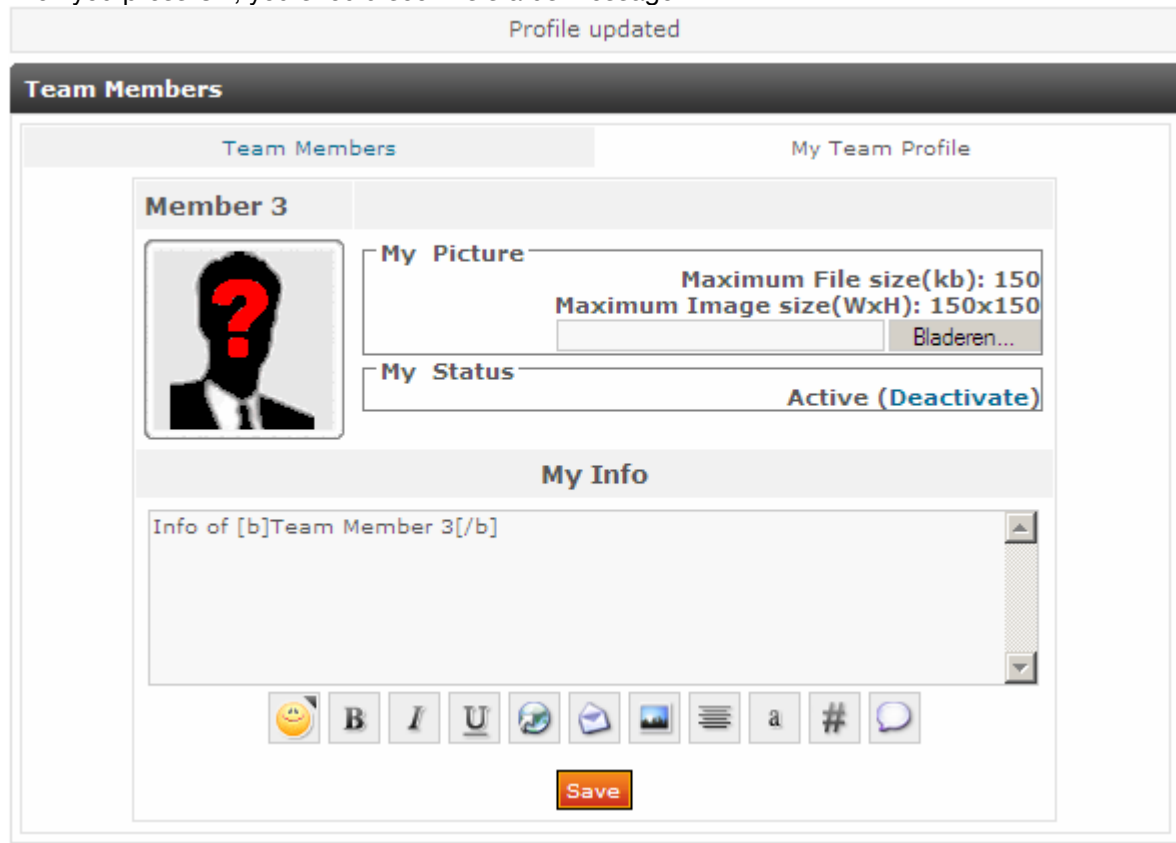 Profile updated
Team Members
Team Members My Team Profile
Member 3
My Picture
Maximum File size(kb): 150
Maximum Image size(WxH): 150x150
Bladeren...
My Status
Active (Deactivate)
My Info
Info of [b]Team Member 3[/b]
B I U a #
Save